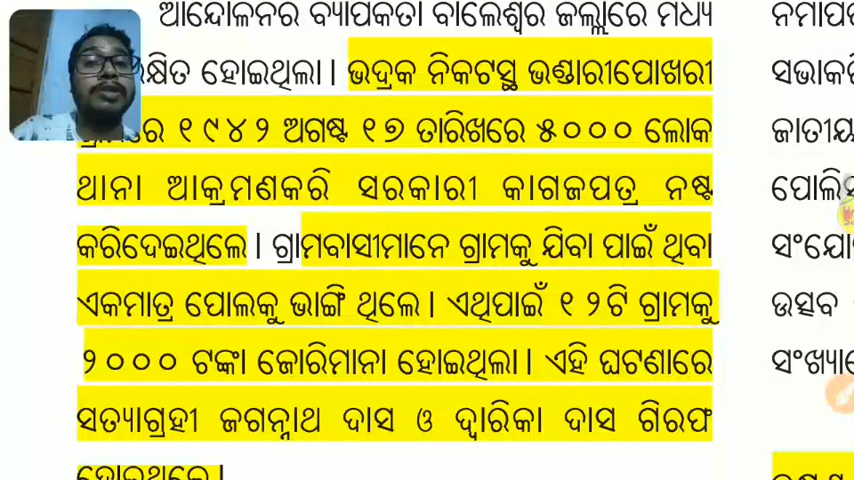 ଆନ୍ଦୋଳନର ବ୍ୟାପକତା ବାଲେଶ୍ଵର ଜିଲ୍ଲାରେ ମଧ୍ୟ
ହୋଇଥିଲା। ଭଦ୍ରକ ନିକଟସ୍ଥ ଭଣ୍ଡାରୀପୋଖରୀ
୧୯୪୨ ଅଗଷ୍ଟ ୧୭ ତାରିଖରେ ୫୦୦୦ ଲୋକ
ଥାନା ଆକ୍ରମଣକରି ସରକାରୀ କାଗଜପତ୍ର ନଷ୍ଟ
କରିଦେଇଥିଲେ। ଗ୍ରାମବାସୀମାନେ ଗ୍ରାମକୁ ଯିବା ପାଇଁ ଥିବା
ଏକମାତ୍ର ପୋଲକୁ ଭାଙ୍ଗି ଥିଲେ। ଏଥିପାଇଁ ୧୨ଟି ଗ୍ରାମକୁ
୨୦୦୦ ଟଙ୍କା ଜୋରିମାନା ହୋଇଥିଲା। ଏହି ଘଟଣାରେ
ସତ୍ୟାଗ୍ରହୀ ଜଗନ୍ନାଥ ଦାସ ଓ ଦ୍ଵାରିକା ଦାସ ଗିରଫ
ହୋଇଥିଲେ।
ଜାତୀୟ
ଉତ୍ସବ